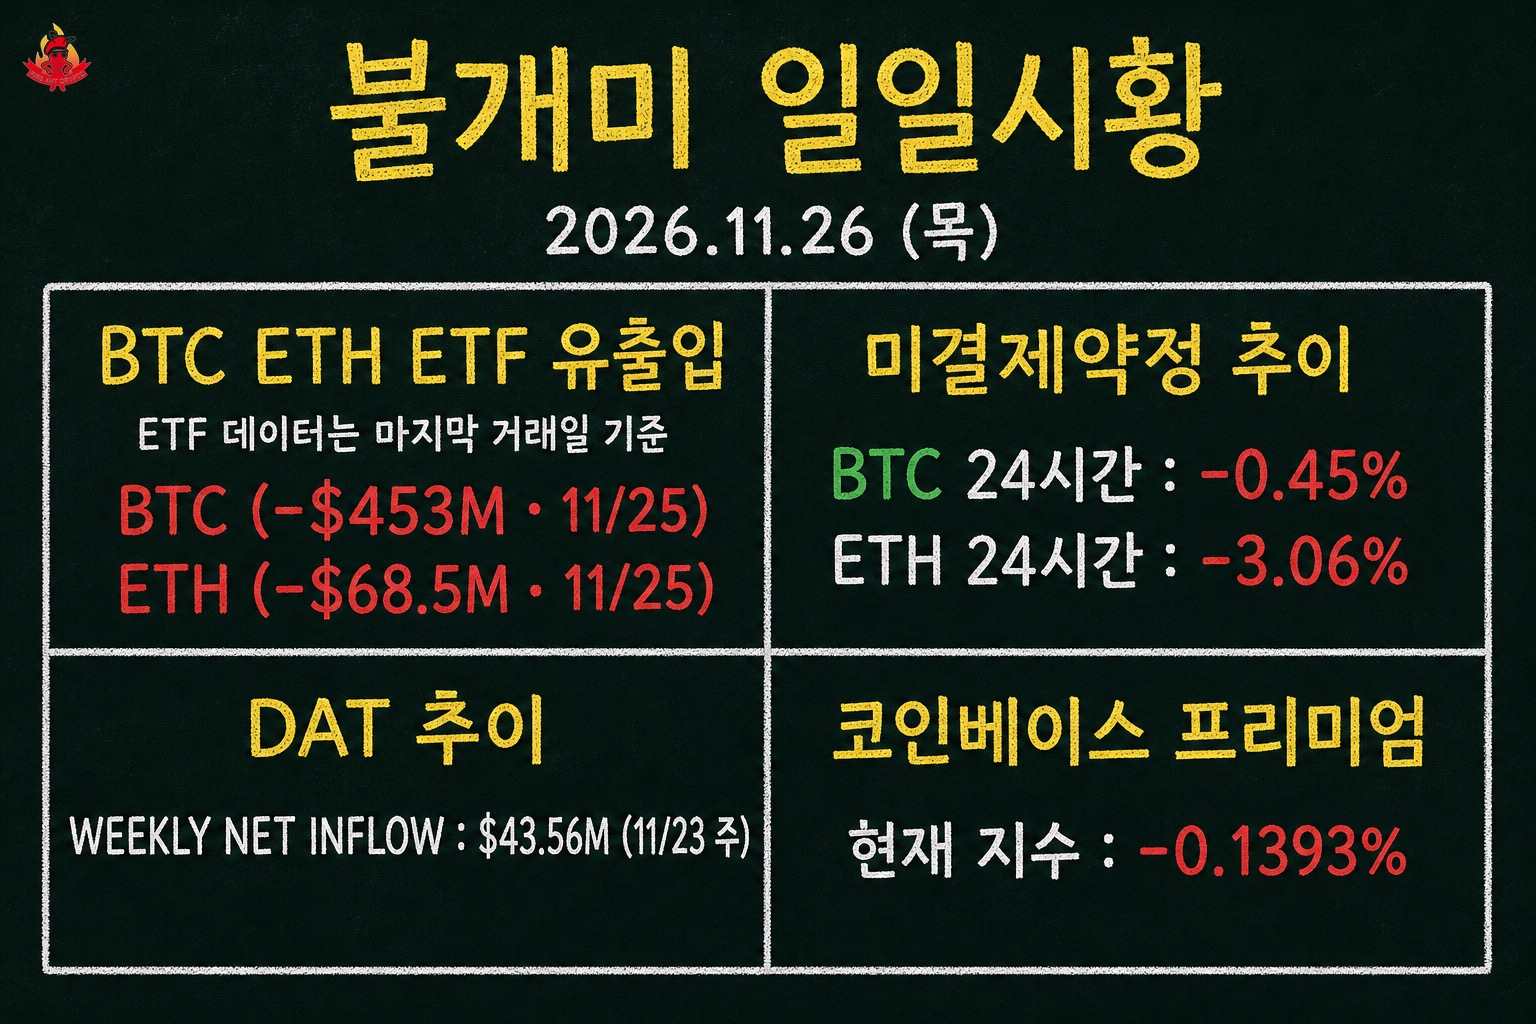 불개미 일일시황
2026.11.26 (목)
BTC ETH ETF 유출입
ETF 데이터는 마지막 거래일 기준
BTC (-$453M · 11/25)
ETH (-$68.5M · 11/25)
미결제약정 추이
BTC 24시간 : -0.45%
ETH 24시간 : -3.06%
DAT 추이
WEEKLY NET INFLOW : $43.56M (11/23 주)
코인베이스 프리미엄
현재 지수 : -0.1393%